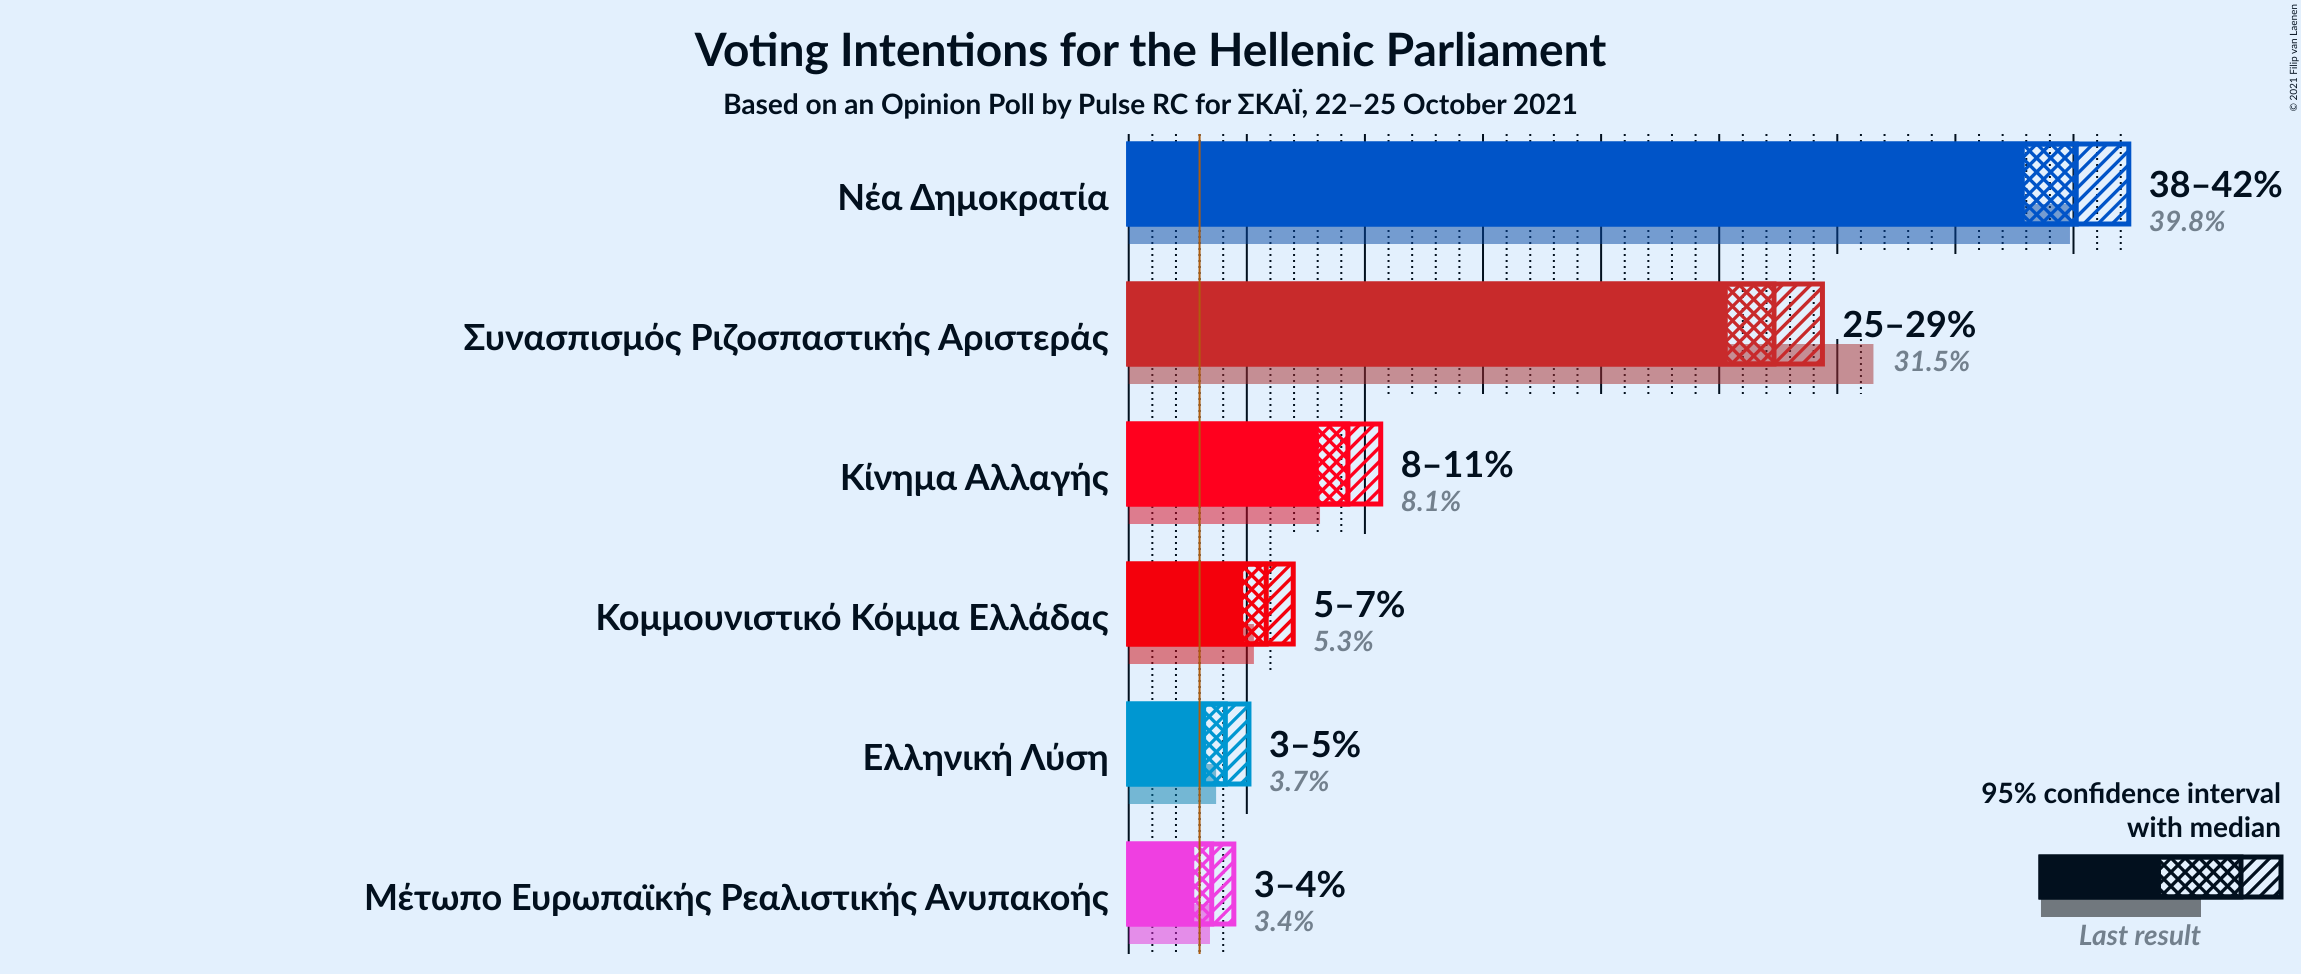 Voting Intentions for the Hellenic Parliament
Based on an Opinion Poll by Pulse RC for ΣΚΑΪ, 22–25 October 2021
© 2021 Filip van Laenen
Νέα Δημοκρατία
38–42%
39.8%
Συνασπισμός Ριζοσπαστικής Αριστεράς
25–29%
31.5%
Κίνημα Αλλαγής
8–11%
8.1%
Κομμουνιστικό Κόμμα Ελλάδας
5–7%
5.3%
Ελληνική Λύση
3–5%
3.7%
Μέτωπο Ευρωπαϊκής Ρεαλιστικής Ανυπακοής
3–4%
3.4%
95% confidence interval
with median
Last result